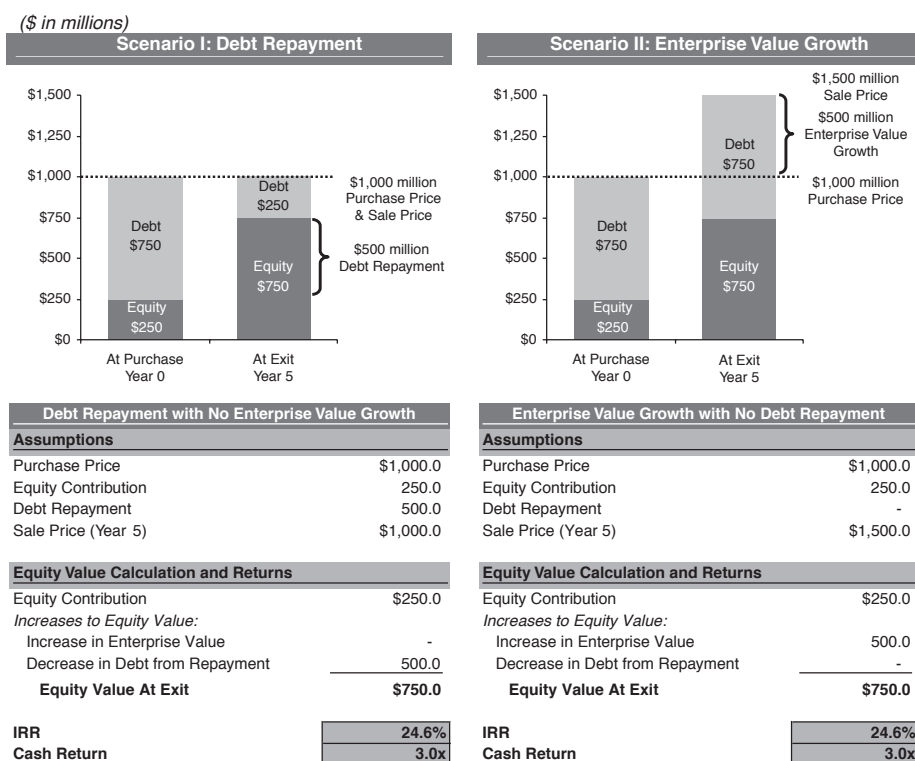 ($ in millions)
Scenario I: Debt Repayment
$1,500
$1,250
$1,000
$750
$500
$250
$0
Debt
$750
Equity
$250
Debt
$250
Equity
$750
$1,000 million
Purchase Price
& Sale Price
$500 million
Debt Repayment
At Purchase
Year 0
At Exit
Year 5
Scenario II: Enterprise Value Growth
$1,500
$1,250
$1,000
$750
$500
$250
$0
Debt
$750
Equity
$250
Debt
$750
Equity
$750
$1,500 million
Sale Price
$500 million
Enterprise Value
Growth
$1,000 million
Purchase Price
At Purchase
Year 0
At Exit
Year 5
Debt Repayment with No Enterprise Value Growth
Assumptions
Purchase Price $1,000.0
Equity Contribution 250.0
Debt Repayment 500.0
Sale Price (Year 5) $1,000.0
Equity Value Calculation and Returns
Equity Contribution $250.0
Increases to Equity Value:
Increase in Enterprise Value -
Decrease in Debt from Repayment 500.0
Equity Value At Exit $750.0
IRR 24.6%
Cash Return 3.0x
Enterprise Value Growth with No Debt Repayment
Assumptions
Purchase Price $1,000.0
Equity Contribution 250.0
Debt Repayment -
Sale Price (Year 5) $1,500.0
Equity Value Calculation and Returns
Equity Contribution $250.0
Increases to Equity Value:
Increase in Enterprise Value 500.0
Decrease in Debt from Repayment -
Equity Value At Exit $750.0
IRR 24.6%
Cash Return 3.0x